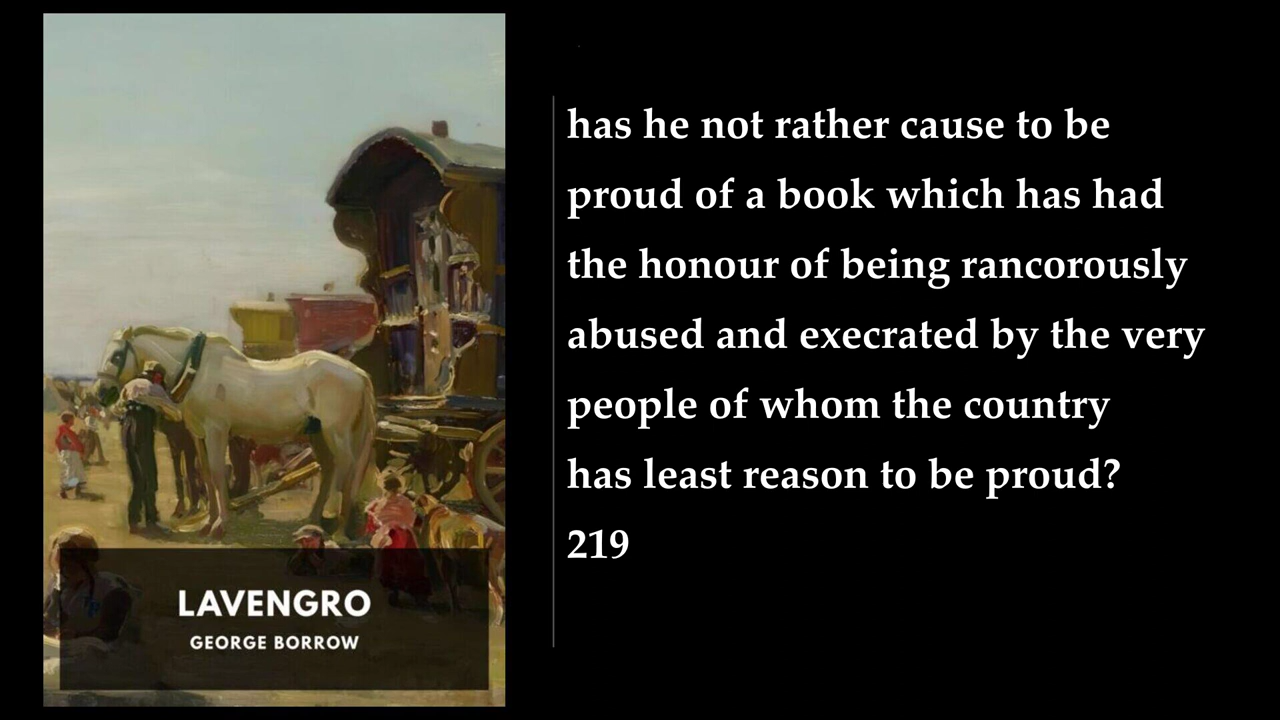 LAVENGRO
GEORGE BORROW
has he not rather cause to be
proud of a book which has had
the honour of being rancorously
abused and execrated by the very
people of whom the country
has least reason to be proud?
219